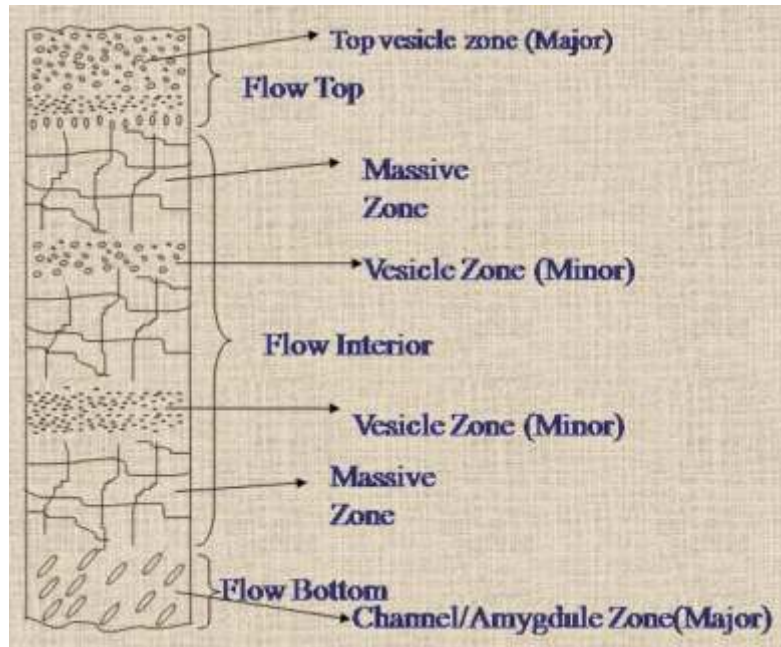 Top vesicle zone (Major)
Flow Top
Massive
Zone
Vesicle Zone (Minor)
Flow Interior
Vesicle Zone (Minor)
Massive
Zone
Flow Bottom
Channel/Amygdule Zone(Major)